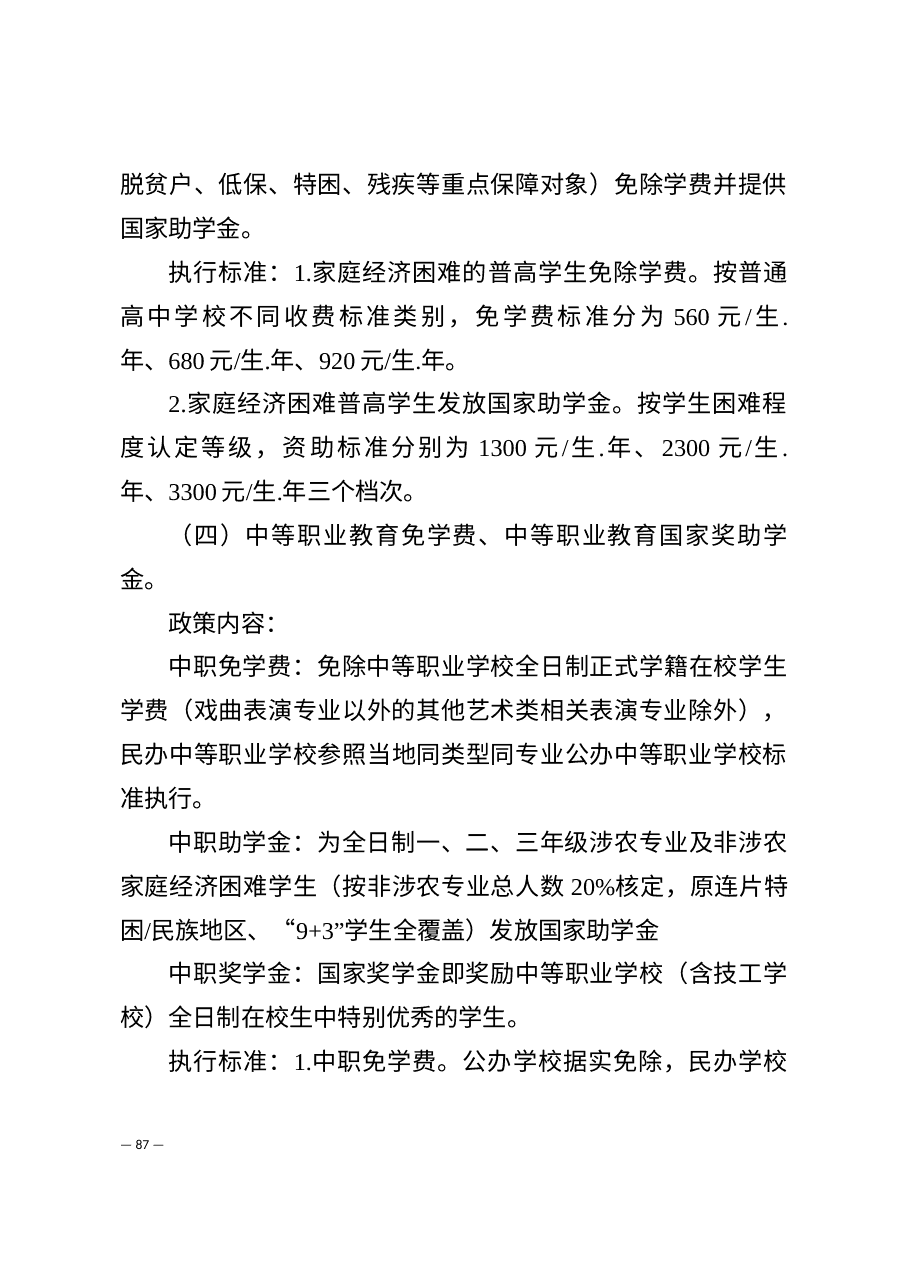 脱贫户、低保、特困、残疾等重点保障对象）免除学费并提供
国家助学金。
执行标准：1.家庭经济困难的普高学生免除学费。按普通
高中学校不同收费标准类别，免学费标准分为 560 元/生.
年、680 元/生.年、920 元/生.年。
2.家庭经济困难普高学生发放国家助学金。按学生困难程
度认定等级，资助标准分别为 1300 元/生.年、2300 元/生.
年、3300 元/生.年三个档次。
（四）中等职业教育免学费、中等职业教育国家奖助学
金。
政策内容：
中职免学费：免除中等职业学校全日制正式学籍在校学生
学费（戏曲表演专业以外的其他艺术类相关表演专业除外），
民办中等职业学校参照当地同类型同专业公办中等职业学校标
准执行。
中职助学金：为全日制一、二、三年级涉农专业及非涉农
家庭经济困难学生（按非涉农专业总人数 20%核定，原连片特
困/民族地区、“9+3”学生全覆盖）发放国家助学金
中职奖学金：国家奖学金即奖励中等职业学校（含技工学
校）全日制在校生中特别优秀的学生。
执行标准：1.中职免学费。公办学校据实免除，民办学校
— 87 —